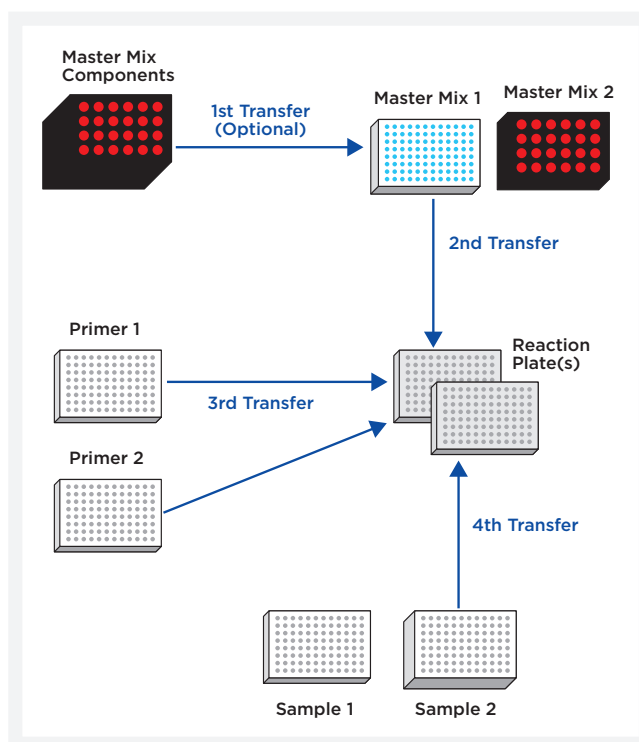 Master Mix
Components
1st Transfer
(Optional)
Master Mix 1
Master Mix 2
2nd Transfer
Primer 1
Reaction
Plate(s)
3rd Transfer
Primer 2
4th Transfer
Sample 1
Sample 2